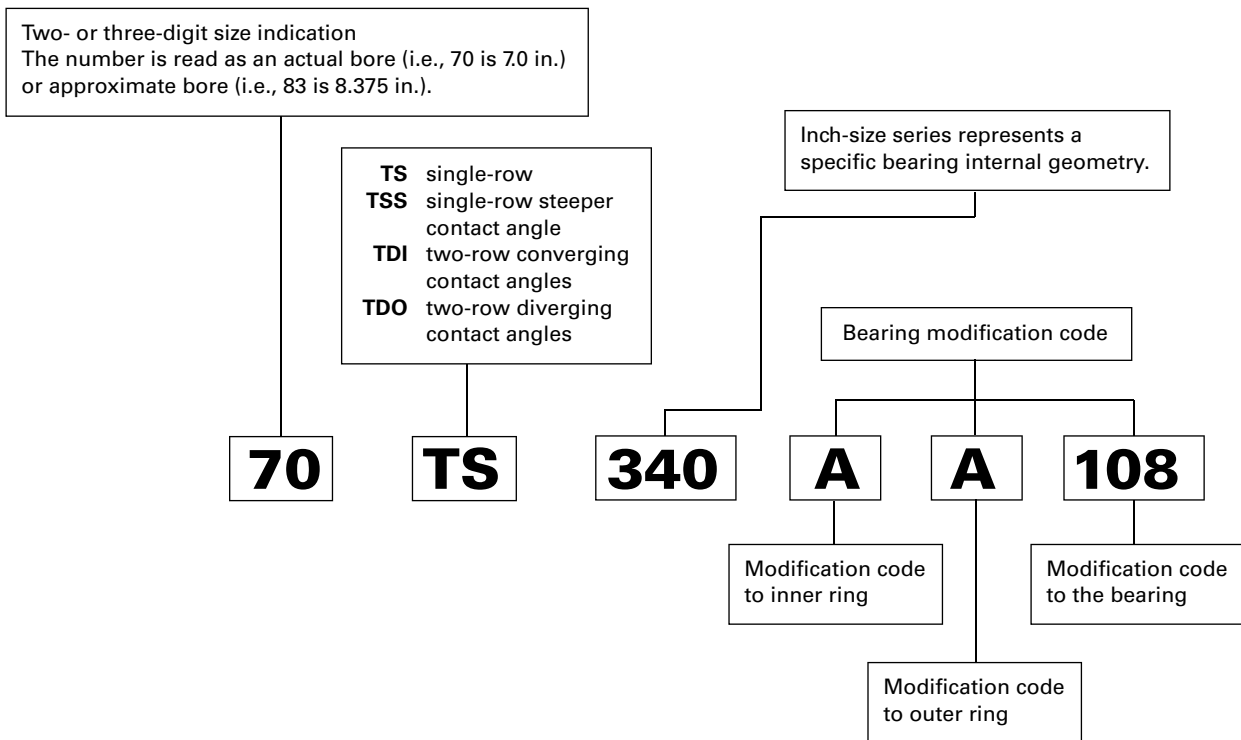 Two- or three-digit size indication
The number is read as an actual bore (i.e., 70 is 7.0 in.)
or approximate bore (i.e., 83 is 8.375 in.).
Inch-size series represents a
specific bearing internal geometry.
TS single-row
TSS single-row steeper
contact angle
TDI two-row converging
contact angles
TDO two-row diverging
contact angles
Bearing modification code
70 TS 340 A A 108
Modification code
to inner ring
Modification code
to the bearing
Modification code
to outer ring